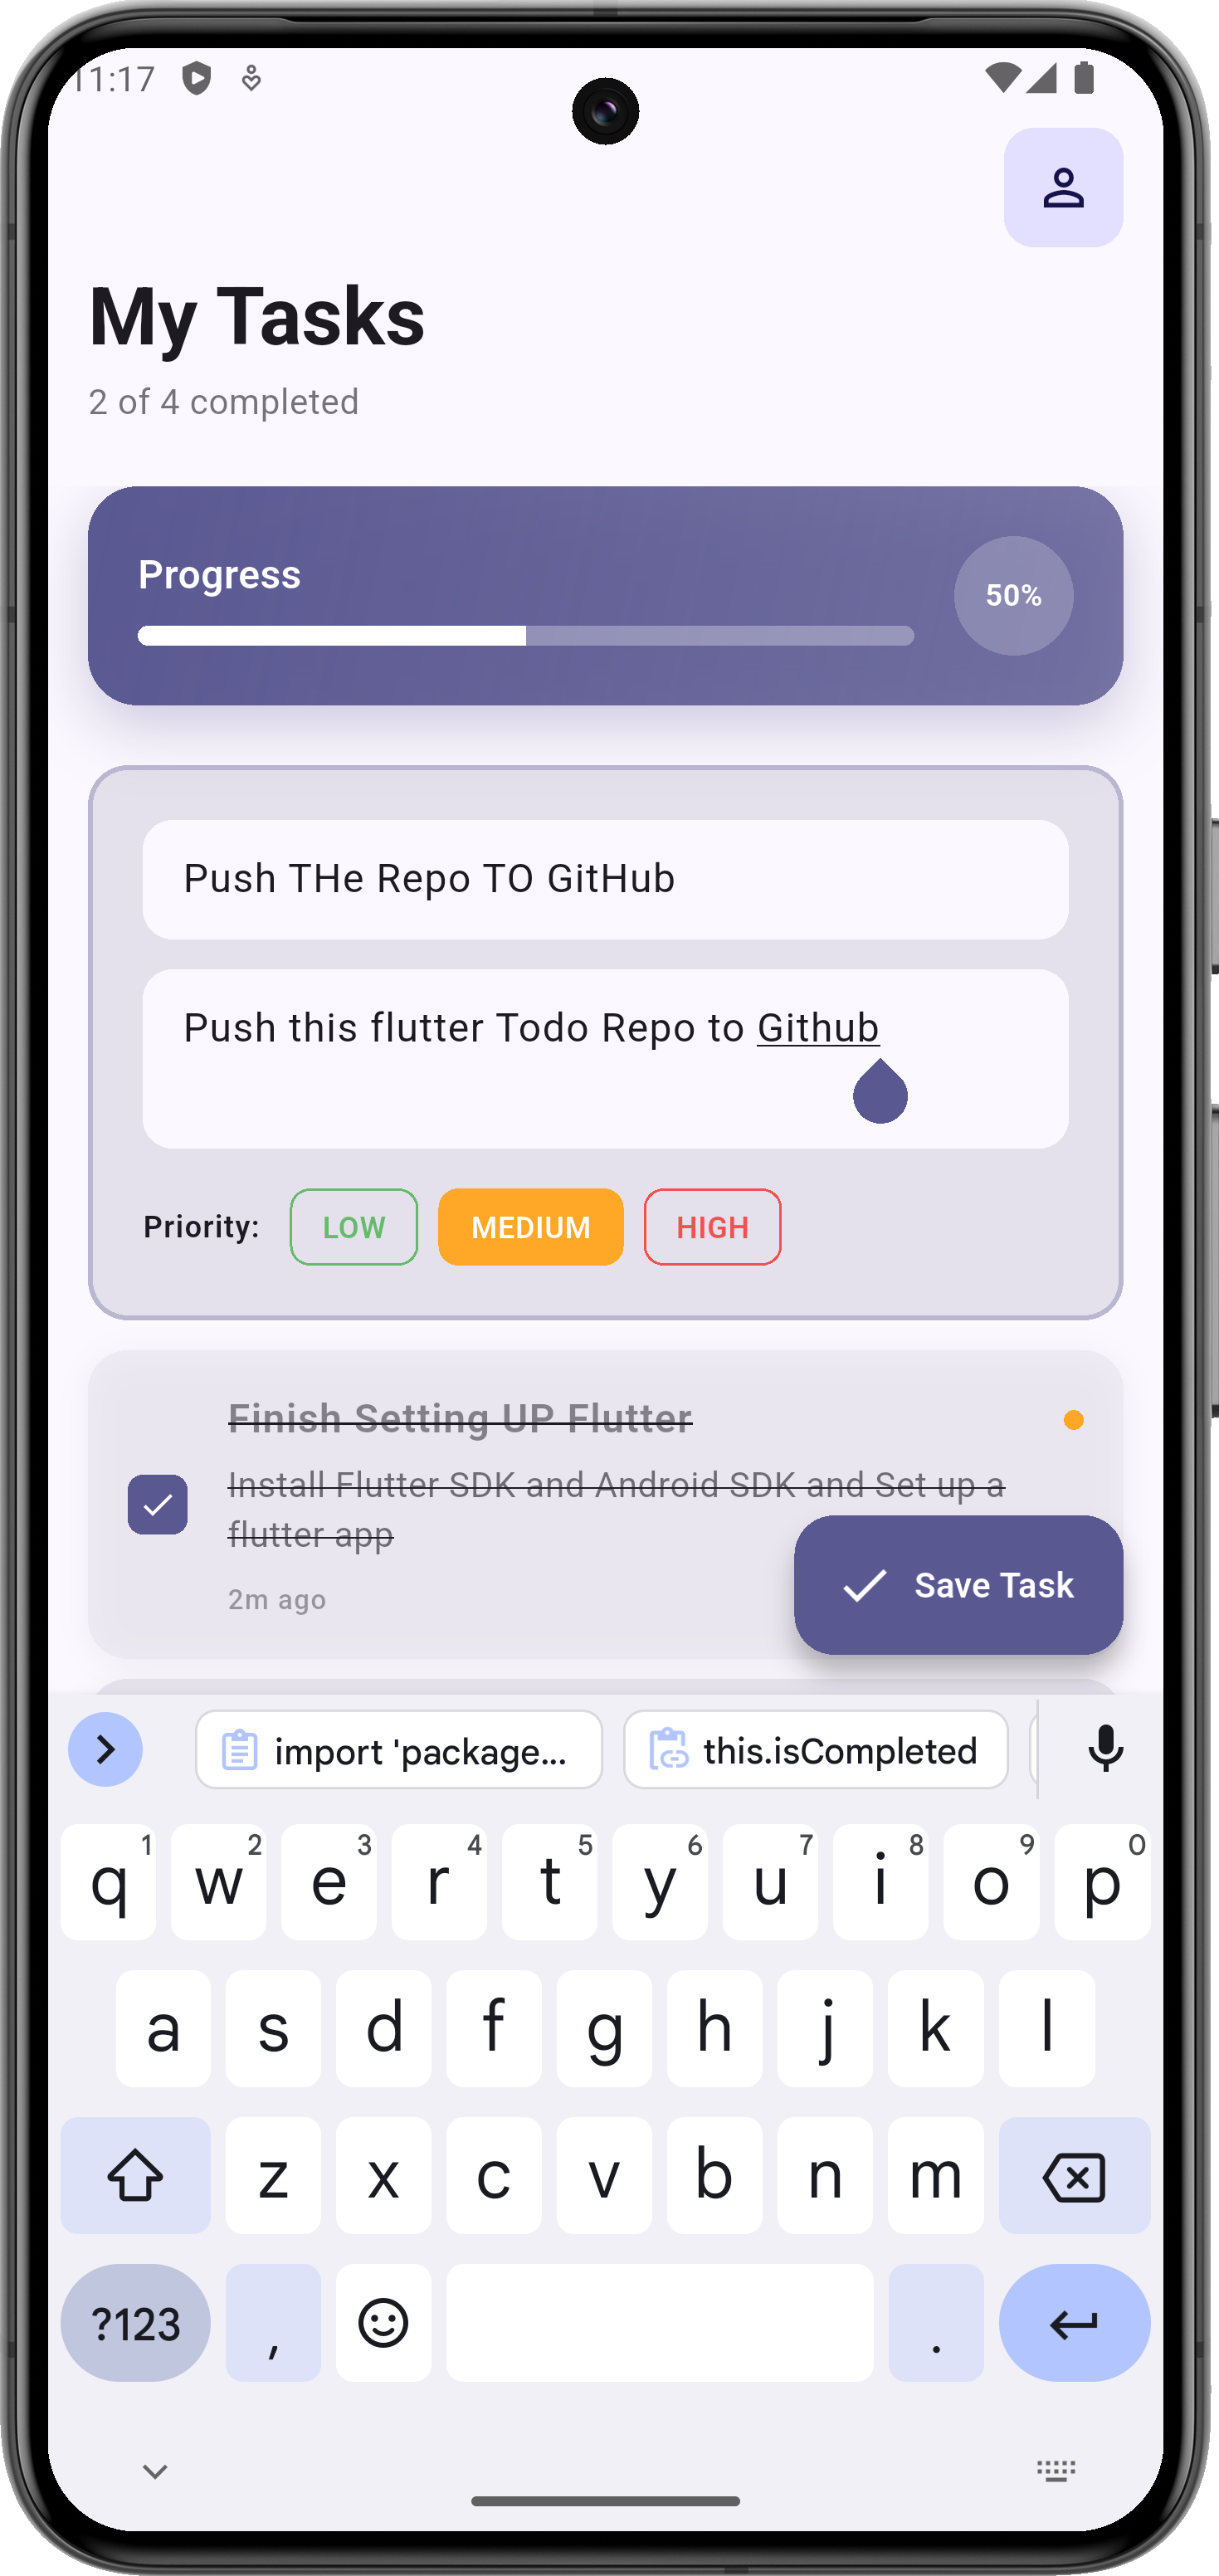 11:17
My Tasks
2 of 4 completed
Progress
50%
Push THe Repo TO GitHub
Push this flutter Todo Repo to Github
Priority: LOW MEDIUM HIGH
Finish Setting UP Flutter
Install Flutter SDK and Android SDK and Set up a
flutter app
2m ago
Save Task
import 'package... this.isCompleted
1 2 3 4 5 6 7 8 9 0
q w e r t y u i o p
a s d f g h j k l
z x c v b n m
?123 , .